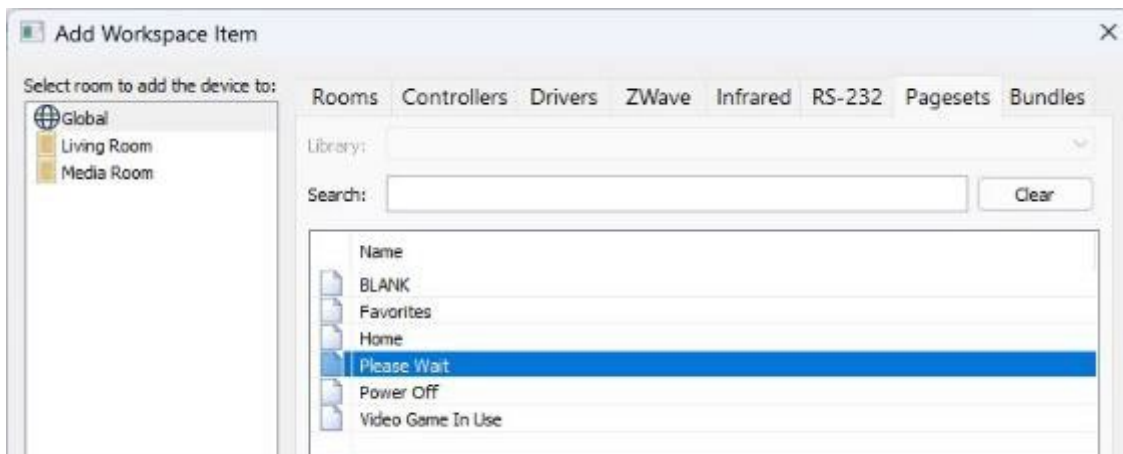 Add Workspace Item
Select room to add the device to:
Global
Living Room
Media Room
Rooms Controllers Drivers ZWave Infrared RS-232 Pagesets Bundles
Library:
Search:
Clear
Name
BLANK
Favorites
Home
Please Wait
Power Off
Video Game In Use